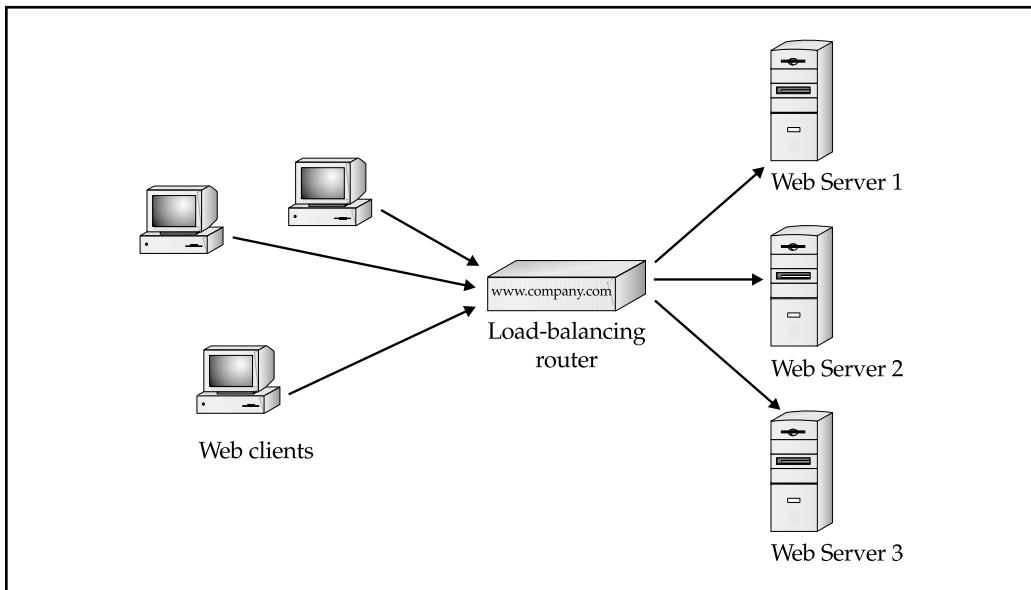 Web Server 1
www.company.com
Load-balancing
router
Web Server 2
Web clients
Web Server 3